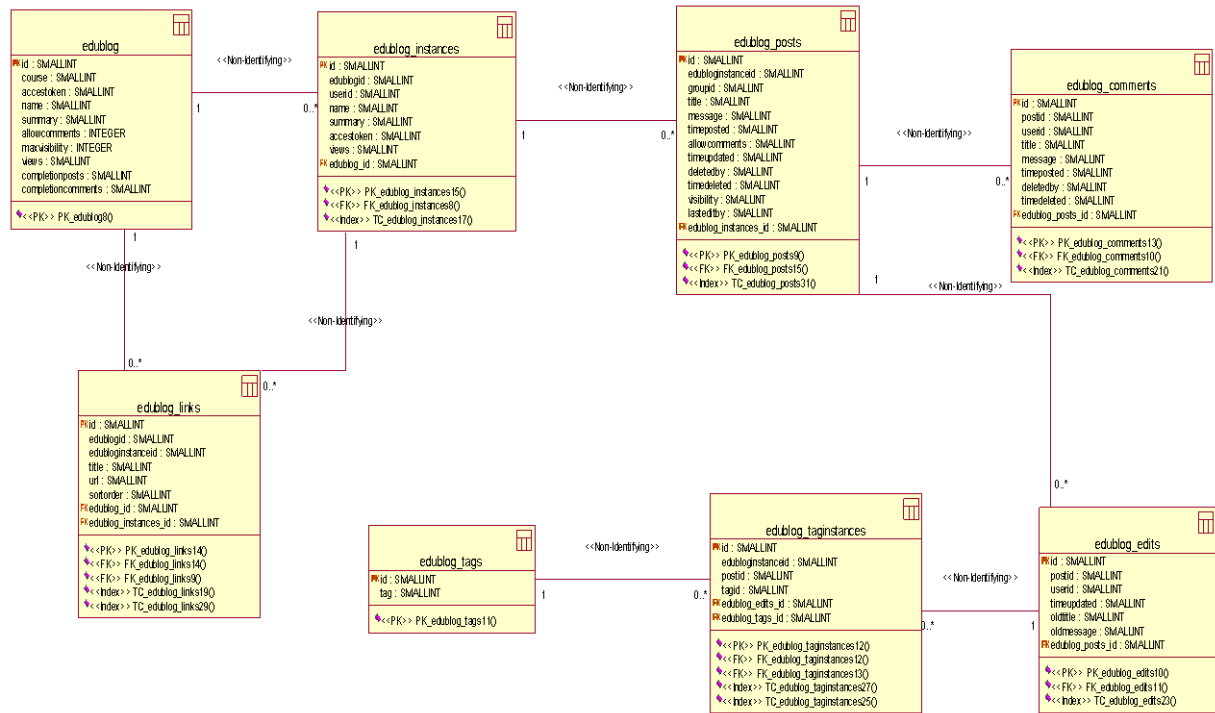 edublog
PK id : SMALLINT
course : SMALLINT
accestoken : SMALLINT
name : SMALLINT
summary : SMALLINT
allowcomments : INTEGER
maxvisibility : INTEGER
views : SMALLINT
completionposts : SMALLINT
completioncomments : SMALLINT
<<PK>> PK_edublog8()
<<Non-Identifying>>
1
0..*
edublog_instances
PK id : SMALLINT
edublogid : SMALLINT
userid : SMALLINT
name : SMALLINT
summary : SMALLINT
accestoken : SMALLINT
views : SMALLINT
FK edublog_id : SMALLINT
<<PK>> PK_edublog_instances15()
<<FK>> FK_edublog_instances8()
<<Index>> TC_edublog_instances17()
<<Non-Identifying>>
1
0..*
edublog_posts
PK id : SMALLINT
edubloginstanceid : SMALLINT
groupid : SMALLINT
title : SMALLINT
message : SMALLINT
timeposted : SMALLINT
allowcomments : SMALLINT
timeupdated : SMALLINT
deletedby : SMALLINT
timedeleted : SMALLINT
visibility : SMALLINT
lasteditby : SMALLINT
FK edublog_instances_id : SMALLINT
<<PK>> PK_edublog_posts9()
<<FK>> FK_edublog_posts15()
<<Index>> TC_edublog_posts31()
<<Non-Identifying>>
1
0..*
edublog_comments
PK id : SMALLINT
postid : SMALLINT
userid : SMALLINT
title : SMALLINT
message : SMALLINT
timeposted : SMALLINT
deletedby : SMALLINT
timedeleted : SMALLINT
FK edublog_posts_id : SMALLINT
<<PK>> PK_edublog_comments13()
<<FK>> FK_edublog_comments10()
<<Index>> TC_edublog_comments21()
1
<<Non-Identifying>>
0..*
1
<<Non-Identifying>>
0..*
1
<<Non-Identifying>>
0..*
edublog_links
PK id : SMALLINT
edublogid : SMALLINT
edubloginstanceid : SMALLINT
title : SMALLINT
url : SMALLINT
sortorder : SMALLINT
FK edublog_id : SMALLINT
FK edublog_instances_id : SMALLINT
<<PK>> PK_edublog_links14()
<<FK>> FK_edublog_links14()
<<FK>> FK_edublog_links9()
<<Index>> TC_edublog_links19()
<<Index>> TC_edublog_links29()
edublog_tags
PK id : SMALLINT
tag : SMALLINT
<<PK>> PK_edublog_tags11()
<<Non-Identifying>>
1
0..*
edublog_taginstances
PK id : SMALLINT
edubloginstanceid : SMALLINT
postid : SMALLINT
tagid : SMALLINT
FK edublog_edits_id : SMALLINT
FK edublog_tags_id : SMALLINT
<<PK>> PK_edublog_taginstances12()
<<FK>> FK_edublog_taginstances12()
<<FK>> FK_edublog_taginstances13()
<<Index>> TC_edublog_taginstances27()
<<Index>> TC_edublog_taginstances25()
<<Non-Identifying>>
0..*
1
edublog_edits
PK id : SMALLINT
postid : SMALLINT
userid : SMALLINT
timeupdated : SMALLINT
oldtitle : SMALLINT
oldmessage : SMALLINT
FK edublog_posts_id : SMALLINT
<<PK>> PK_edublog_edits10()
<<FK>> FK_edublog_edits11()
<<Index>> TC_edublog_edits23()